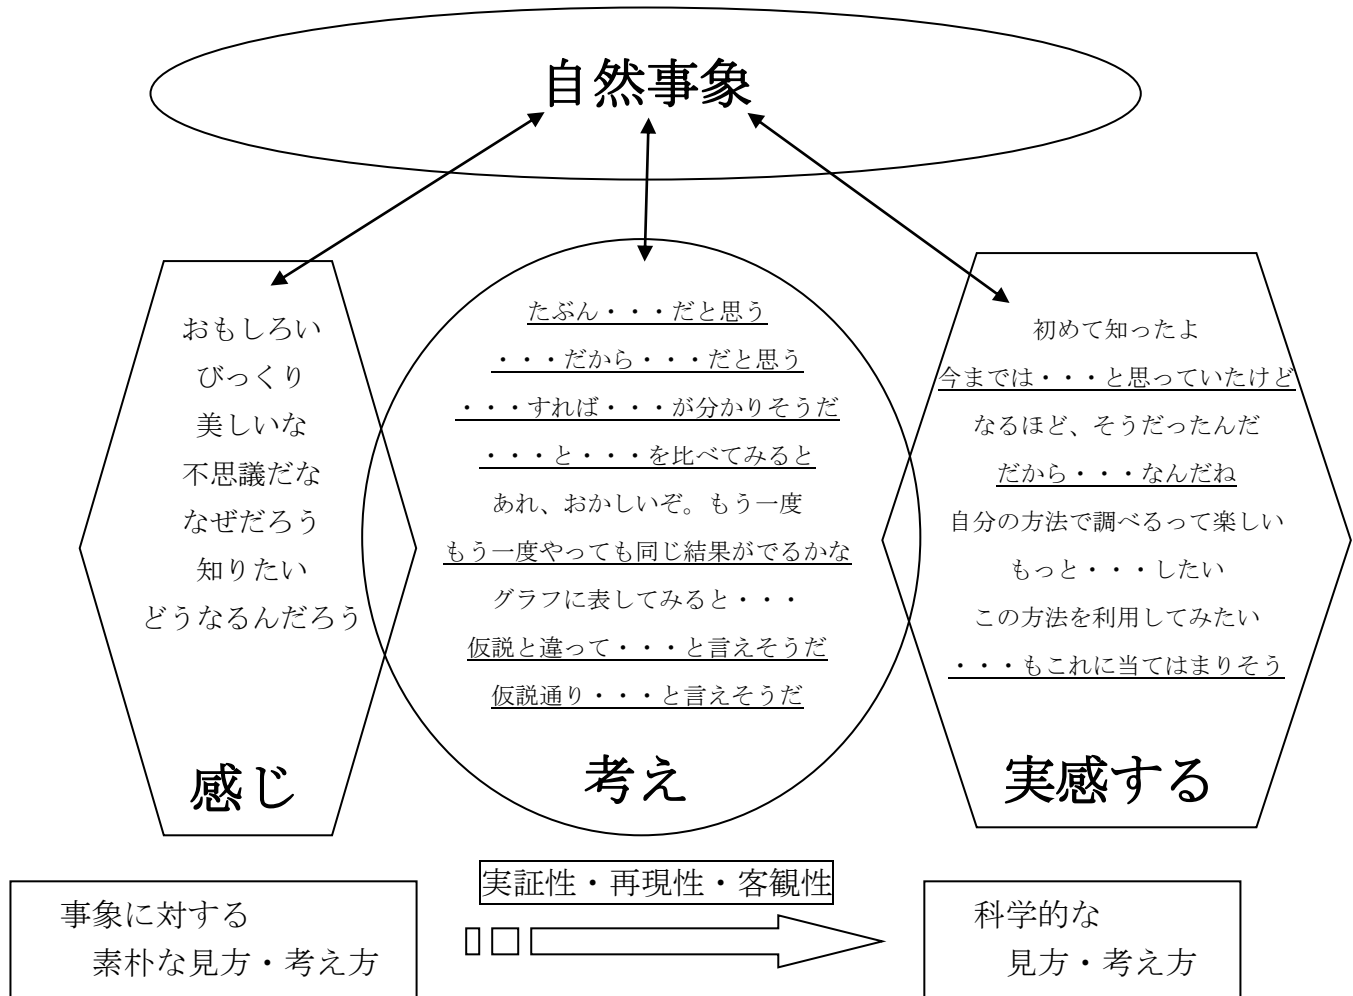 自然事象
おもしろい
びっくり
美しいな
不思議だな
なぜだろう
知りたい
どうなるんだろう
感じ
たぶん・・・だと思う
・・・だから・・・だと思う
・・・すれば・・・が分かりそうだ
・・・と・・・を比べてみると
あれ、おかしいぞ。もう一度
もう一度やっても同じ結果がでるかな
グラフに表してみると・・・
仮説と違って・・・と言えそうだ
仮説通り・・・と言えそうだ
考え
初めて知ったよ
今までは・・・と思っていたけど
なるほど、そうだったんだ
だから・・・なんだね
自分の方法で調べるって楽しい
もっと・・・したい
この方法を利用してみたい
・・・もこれに当てはまりそう
実感する
事象に対する
素朴な見方・考え方
実証性・再現性・客観性
科学的な
見方・考え方